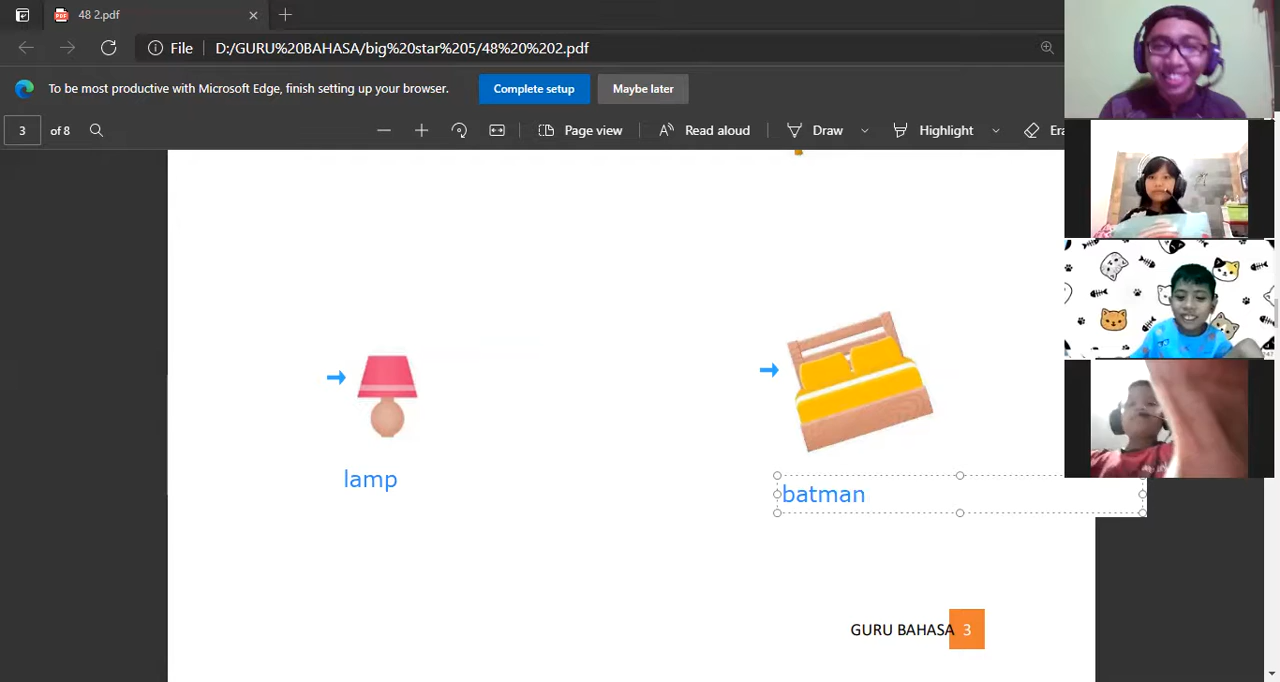 48 2.pdf
File D:/GURU%20BAHASA/big%20star%205/48%20%202.pdf
To be most productive with Microsoft Edge, finish setting up your browser. Complete setup Maybe later
3 of 8 Page view Read aloud Draw Highlight Era
lamp
batman
GURU BAHASA 3